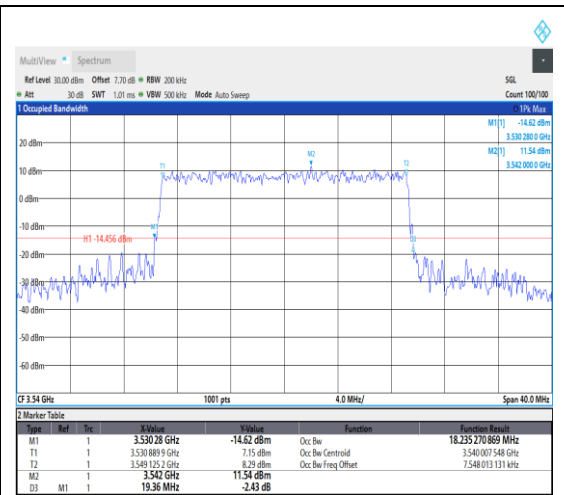 MultiView Spectrum
Ref Level 30.00 dBm Offset 7.70 dB RBW 200 kHz SGL
Att 30 dB SWT 1.01 ms VBW 500 kHz Mode Auto Sweep Count 100/100
1 Occupied Bandwidth 1Pk Max
M1[1] -14.62 dBm
3.530 280 0 GHz
M2[1] 11.54 dBm
3.542 000 0 GHz
20 dBm
M2
T1
T2
10 dBm
0 dBm
-10 dBm
M1
H1 -14.456 dBm
-20 dBm
-30 dBm
-40 dBm
-50 dBm
-60 dBm
CF 3.54 GHz 1001 pts 4.0 MHz/ Span 40.0 MHz
2 Marker Table
Type Ref Trc X-Value Y-Value Function Function Result
M1 1 3.530 28 GHz -14.62 dBm Occ Bw 18.235 270 869 MHz
T1 1 3.530 889 9 GHz 7.15 dBm Occ Bw Centroid 3.540 007 548 GHz
T2 1 3.549 125 2 GHz 8.29 dBm Occ Bw Freq Offset 7.548 013 131 kHz
M2 1 3.542 GHz 11.54 dBm
D3 M1 1 19.36 MHz -2.43 dB